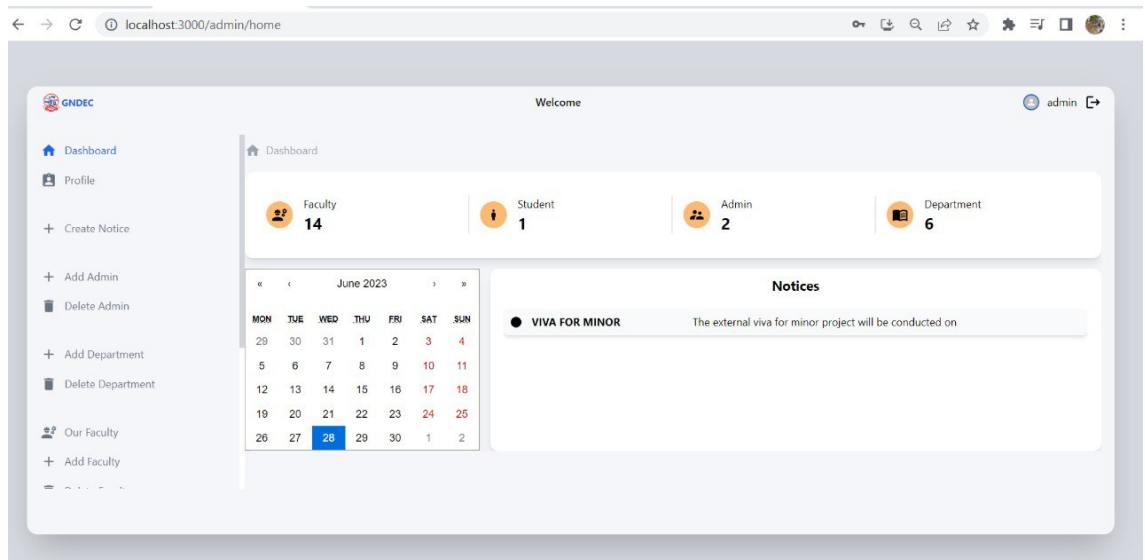 localhost:3000/admin/home
GNDEC
Welcome
admin
Dashboard
Profile
Create Notice
Add Admin
Delete Admin
Add Department
Delete Department
Our Faculty
Add Faculty
Dashboard
Faculty
14
Student
1
Admin
2
Department
6
« ‹ June 2023 › »
MON TUE WED THU FRI SAT SUN
29 30 31 1 2 3 4
5 6 7 8 9 10 11
12 13 14 15 16 17 18
19 20 21 22 23 24 25
26 27 28 29 30 1 2
Notices
VIVA FOR MINOR The external viva for minor project will be conducted on